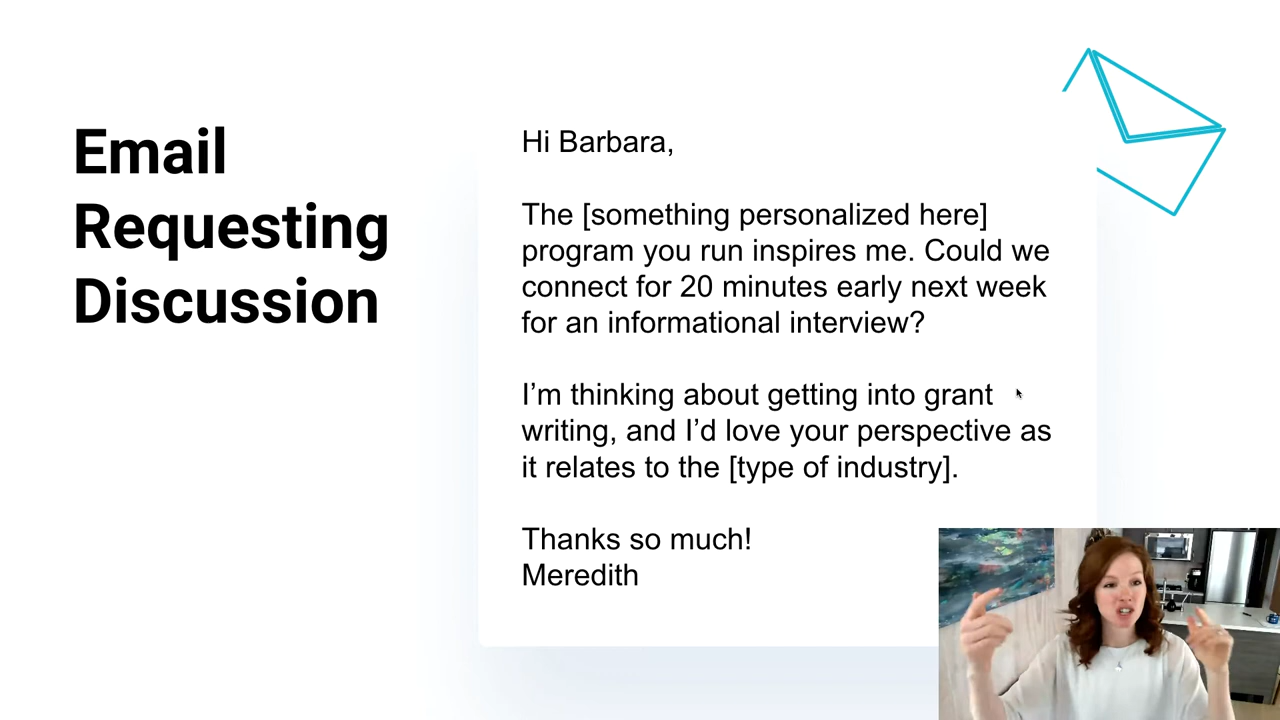 Email
Requesting
Discussion
Hi Barbara,
The [something personalized here]
program you run inspires me. Could we
connect for 20 minutes early next week
for an informational interview?
I’m thinking about getting into grant
writing, and I’d love your perspective as
it relates to the [type of industry].
Thanks so much!
Meredith